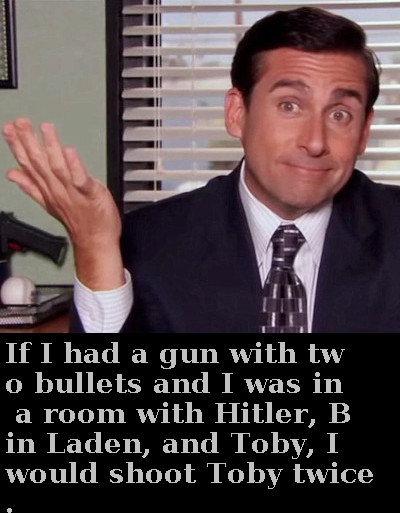 If I had a gun with tw
o bullets and I was in
a room with Hitler, B
in Laden, and Toby, I
would shoot Toby twice
.